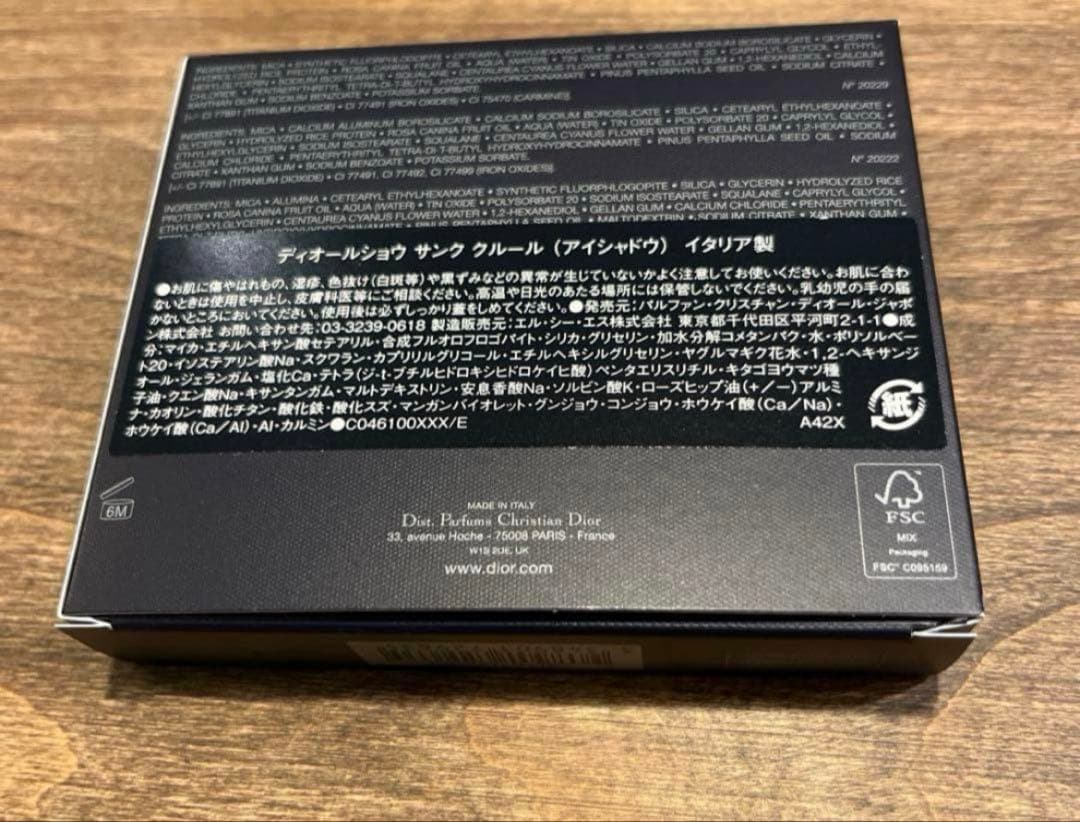 INGREDIENTS: MICA • SYNTHETIC FLUORPHLOGOPITE • CETEARYL ETHYLHEXANOATE • SILICA • CALCIUM SODIUM BOROSILICATE • GLYCERIN •
HYDROLYZED RICE PROTEIN • AQUA (WATER) • TIN OXIDE • POLYSORBATE 20 • CAPRYLYL GLYCOL • ETHYL-
HEXYLGLYCERIN • SODIUM ISOSTEARATE • SQUALANE • CENTAUREA CYANUS FLOWER WATER • GELLAN GUM • 1,2-HEXANEDIOL • CALCIUM
CHLORIDE • PENTAERYTHRITYL TETRA-DI-T-BUTYL HYDROXYHYDROCINNAMATE • PINUS PENTAPHYLLA SEED OIL • SODIUM CITRATE •
XANTHAN GUM • SODIUM BENZOATE • POTASSIUM SORBATE.
[+/- CI 77891 (TITANIUM DIOXIDE) • CI 77491 (IRON OXIDES) • CI 75470 (CARMINE)].
N° 20229
INGREDIENTS: MICA • CALCIUM ALUMINUM BOROSILICATE • CALCIUM SODIUM BOROSILICATE • SILICA • CETEARYL ETHYLHEXANOATE •
GLYCERIN • HYDROLYZED RICE PROTEIN • ROSA CANINA FRUIT OIL • AQUA (WATER) • TIN OXIDE • POLYSORBATE 20 • CAPRYLYL GLYCOL •
ETHYLHEXYLGLYCERIN • SODIUM ISOSTEARATE • SQUALANE • CENTAUREA CYANUS FLOWER WATER • GELLAN GUM • 1,2-HEXANEDIOL •
CALCIUM CHLORIDE • PENTAERYTHRITYL TETRA-DI-T-BUTYL HYDROXYHYDROCINNAMATE • PINUS PENTAPHYLLA SEED OIL • SODIUM
CITRATE • XANTHAN GUM • SODIUM BENZOATE • POTASSIUM SORBATE.
[+/- CI 77891 (TITANIUM DIOXIDE) • CI 77491, CI 77492, CI 77499 (IRON OXIDES)].
N° 20222
INGREDIENTS: MICA • ALUMINA • CETEARYL ETHYLHEXANOATE • SYNTHETIC FLUORPHLOGOPITE • SILICA • GLYCERIN • HYDROLYZED RICE
PROTEIN • ROSA CANINA FRUIT OIL • AQUA (WATER) • TIN OXIDE • POLYSORBATE 20 • SODIUM ISOSTEARATE • SQUALANE • CAPRYLYL GLYCOL •
ETHYLHEXYLGLYCERIN • CENTAUREA CYANUS FLOWER WATER • 1,2-HEXANEDIOL • GELLAN GUM • CALCIUM CHLORIDE • PENTAERYTHRITYL
PINUS PENTAPHYLLA SEED OIL • MALTODEXTRIN • SODIUM CITRATE • XANTHAN GUM •
ディオールショウ サンク クルール（アイシャドウ） イタリア製
●お肌に傷やはれもの、湿疹、色抜け（白斑等）や黒ずみなどの異常が生じていないかよく注意してお使いください。お肌に合わ
ないときは使用を中止し、皮膚科医等にご相談ください。高温や日光のあたる場所には保管しないでください。乳幼児の手の届
かないところにおいてください。使用後は必ずしっかり蓋をしめてください。●発売元：パルファン・クリスチャン・ディオール・ジャポ
ン株式会社 お問い合わせ先：03-3239-0618 製造販売元：エル・シー・エス株式会社 東京都千代田区平河町2-1-1●成
分：マイカ・エチルヘキサン酸セテアリル・合成フルオロフロゴパイト・シリカ・グリセリン・加水分解コメタンパク・水・ポリソルベー
ト20・イソステアリン酸Na・スクワラン・カプリリルグリコール・エチルヘキシルグリセリン・ヤグルマギク花水・1，2-ヘキサンジ
オール・ジェランガム・塩化Ca・テトラ（ジ-t-ブチルヒドロキシヒドロケイヒ酸）ペンタエリスリチル・キタゴヨウマツ種
子油・クエン酸Na・キサンタンガム・マルトデキストリン・安息香酸Na・ソルビン酸K・ローズヒップ油（＋／－）アルミ
ナ・カオリン・酸化チタン・酸化鉄・酸化スズ・マンガンバイオレット・グンジョウ・コンジョウ・ホウケイ酸（Ca／Na）・
ホウケイ酸（Ca／Al）・Al・カルミン●C046100XXX/E
A42X
紙
6M
MADE IN ITALY
Dist. Parfums Christian Dior
33, avenue Hoche - 75008 PARIS - France
W1S 2UE, UK
www.dior.com
FSC
MIX
Packaging
FSC® C095159